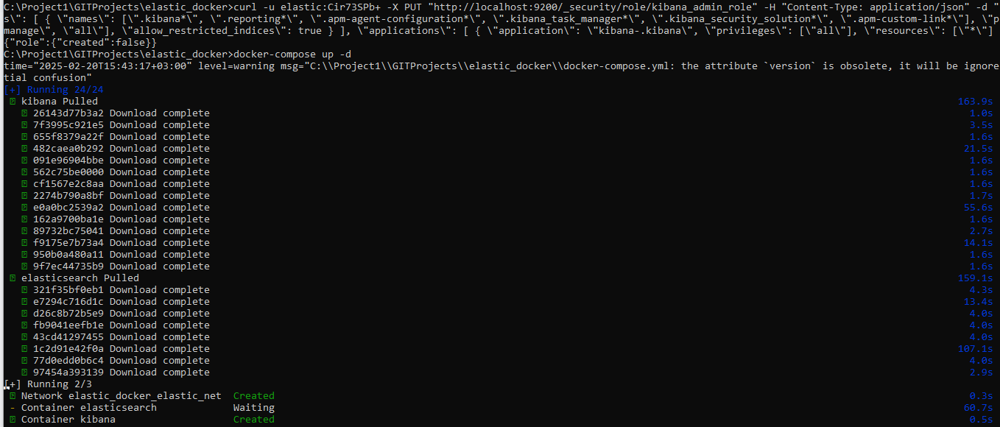 C:\Project1\GITProjects\elastic_docker>curl -u elastic:Cir73SPb+ -X PUT "http://localhost:9200/_security/role/kibana_admin_role" -H "Content-Type: application/json" -d "
s\": [ { \"names\": [\".kibana*\", \".reporting*\", \".apm-agent-configuration*\", \".kibana_task_manager*\", \".kibana_security_solution*\", \".apm-custom-link*\"], \"p
manage\", \"all\"], \"allow_restricted_indices\": true } ], \"applications\": [ { \"application\": \"kibana-.kibana\", \"privileges\": [\"all\"], \"resources\": [\"*\"]
{"role":{"created":false}}
C:\Project1\GITProjects\elastic_docker>docker-compose up -d
time="2025-02-20T15:43:17+03:00" level=warning msg="C:\\Project1\\GITProjects\\elastic_docker\\docker-compose.yml: the attribute `version` is obsolete, it will be ignore
tial confusion"
[+] Running 24/24
kibana Pulled 163.9s
26143d77b3a2 Download complete 1.0s
7f3995c921e5 Download complete 3.5s
655f8379a22f Download complete 1.6s
482caea0b292 Download complete 21.5s
091e96904bbe Download complete 1.6s
562c75be0000 Download complete 1.6s
cf1567e2c8aa Download complete 1.6s
2274b790a8bf Download complete 1.7s
e0a0bc2539a2 Download complete 55.6s
162a9700ba1e Download complete 1.6s
89732bc75041 Download complete 2.7s
f9175e7b73a4 Download complete 14.1s
950b0a480a11 Download complete 1.6s
9f7ec44735b9 Download complete 1.6s
elasticsearch Pulled 159.1s
321f35bf0eb1 Download complete 4.3s
e7294c716d1c Download complete 13.4s
d26c8b72b5e9 Download complete 4.0s
fb9041eefb1e Download complete 4.0s
43cd41297455 Download complete 4.0s
1c2d91e42f0a Download complete 107.1s
77d0edd0b6c4 Download complete 4.0s
97454a393139 Download complete 2.9s
[+] Running 2/3
Network elastic_docker_elastic_net Created 0.3s
- Container elasticsearch Waiting 60.7s
Container kibana Created 0.5s